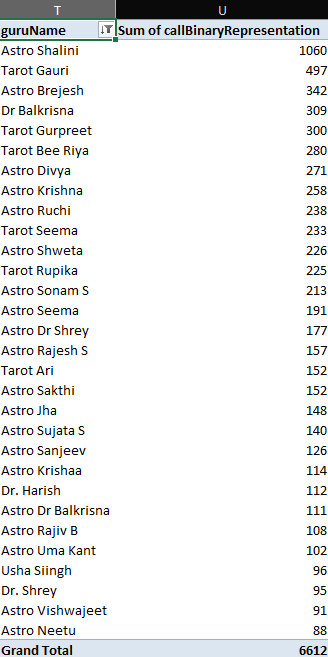 T U
guruName Sum of callBinaryRepresentation
Astro Shalini 1060
Tarot Gauri 497
Astro Brejesh 342
Dr Balkrisna 309
Tarot Gurpreet 300
Tarot Bee Riya 280
Astro Divya 271
Astro Krishna 258
Astro Ruchi 238
Tarot Seema 233
Astro Shweta 226
Tarot Rupika 225
Astro Sonam S 213
Astro Seema 191
Astro Dr Shrey 177
Astro Rajesh S 157
Tarot Ari 152
Astro Sakthi 152
Astro Jha 148
Astro Sujata S 140
Astro Sanjeev 126
Astro Krishaa 114
Dr. Harish 112
Astro Dr Balkrisna 111
Astro Rajiv B 108
Astro Uma Kant 102
Usha Siingh 96
Dr. Shrey 95
Astro Vishwajeet 91
Astro Neetu 88
Grand Total 6612